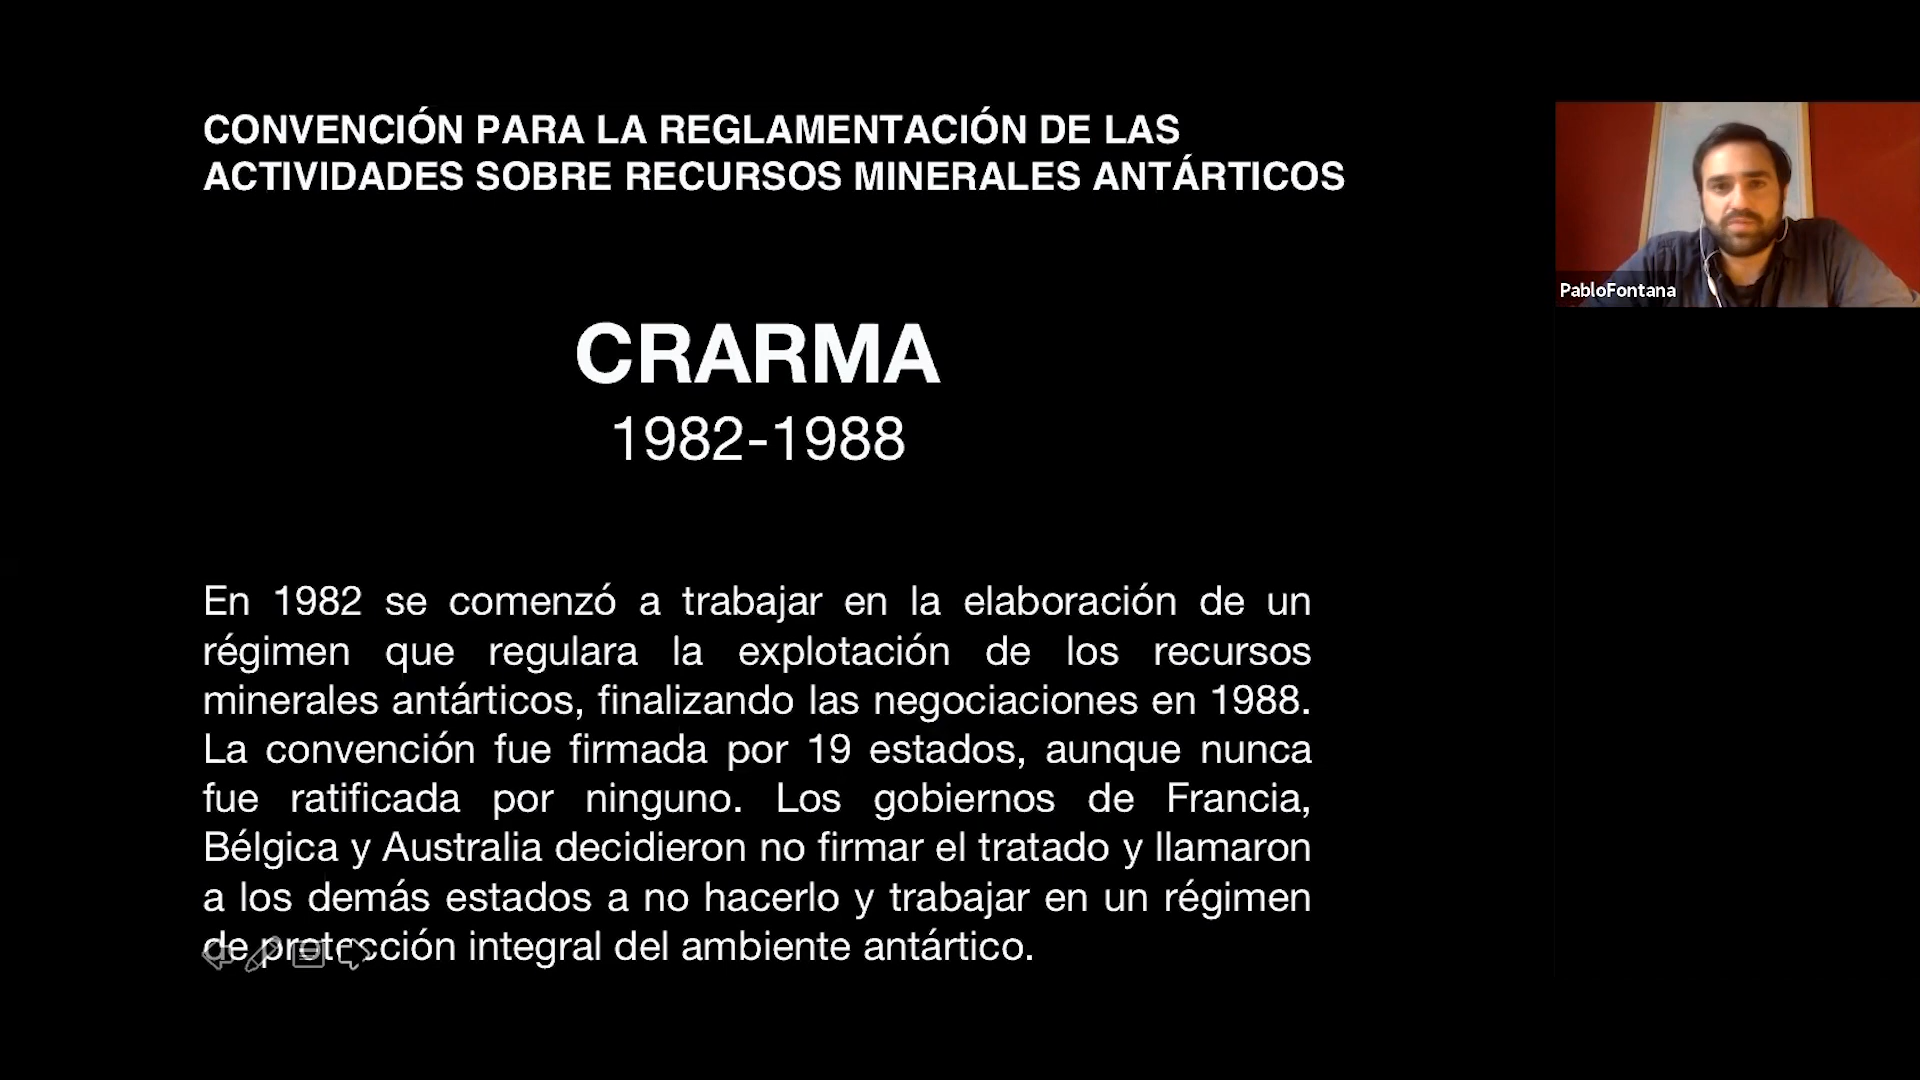 CONVENCIÓN PARA LA REGLAMENTACIÓN DE LAS
ACTIVIDADES SOBRE RECURSOS MINERALES ANTÁRTICOS
PabloFontana
CRARMA
1982-1988
En 1982 se comenzó a trabajar en la elaboración de un
régimen que regulara la explotación de los recursos
minerales antárticos, finalizando las negociaciones en 1988.
La convención fue firmada por 19 estados, aunque nunca
fue ratificada por ninguno. Los gobiernos de Francia,
Bélgica y Australia decidieron no firmar el tratado y llamaron
a los demás estados a no hacerlo y trabajar en un régimen
de protección integral del ambiente antártico.